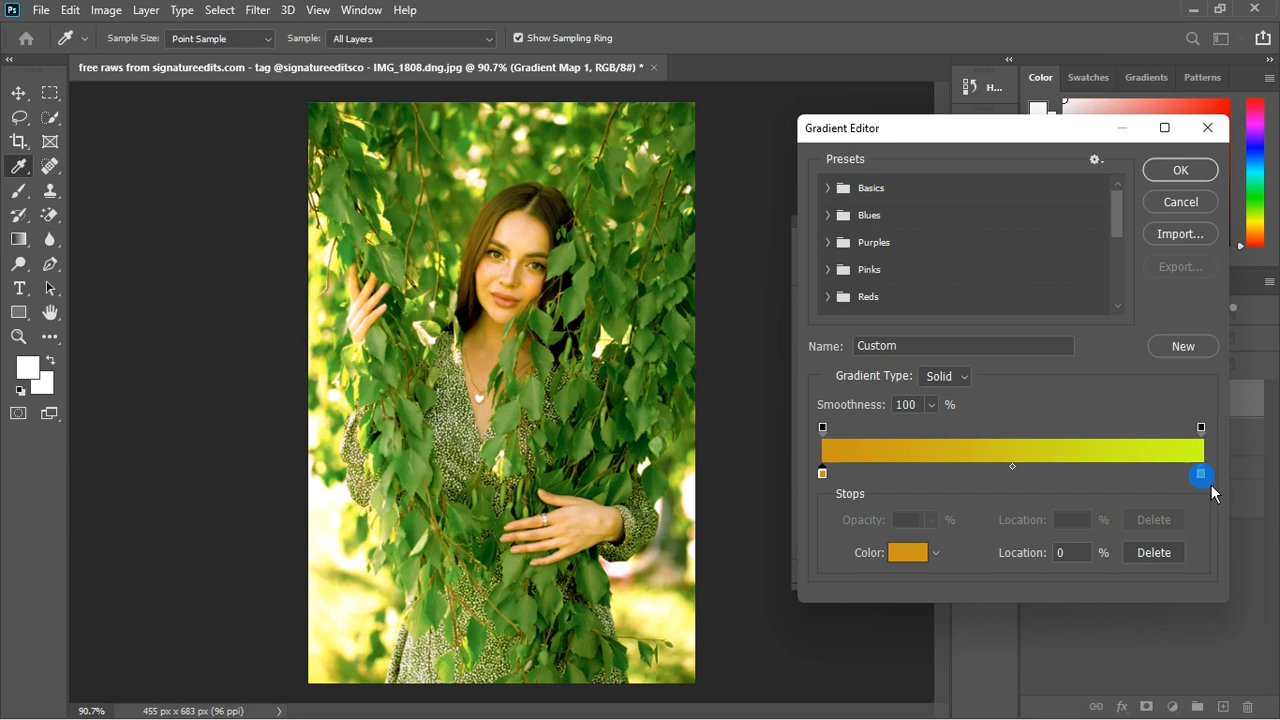 Ps File Edit Image Layer Type Select Filter 3D View Window Help
Sample Size: Point Sample Sample: All Layers Show Sampling Ring
free raws from signatureedits.com - tag @signatureeditsco - IMG_1808.dng.jpg @ 90.7% (Gradient Map 1, RGB/8#) *
H...
Color Swatches Gradients Patterns
Gradient Editor
Presets
Basics
Blues
Purples
Pinks
Reds
OK
Cancel
Import...
Export...
Name: Custom New
Gradient Type: Solid
Smoothness: 100 %
Stops
Opacity: % Location: % Delete
Color: Location: 0 % Delete
90.7% 455 px x 683 px (96 ppi)